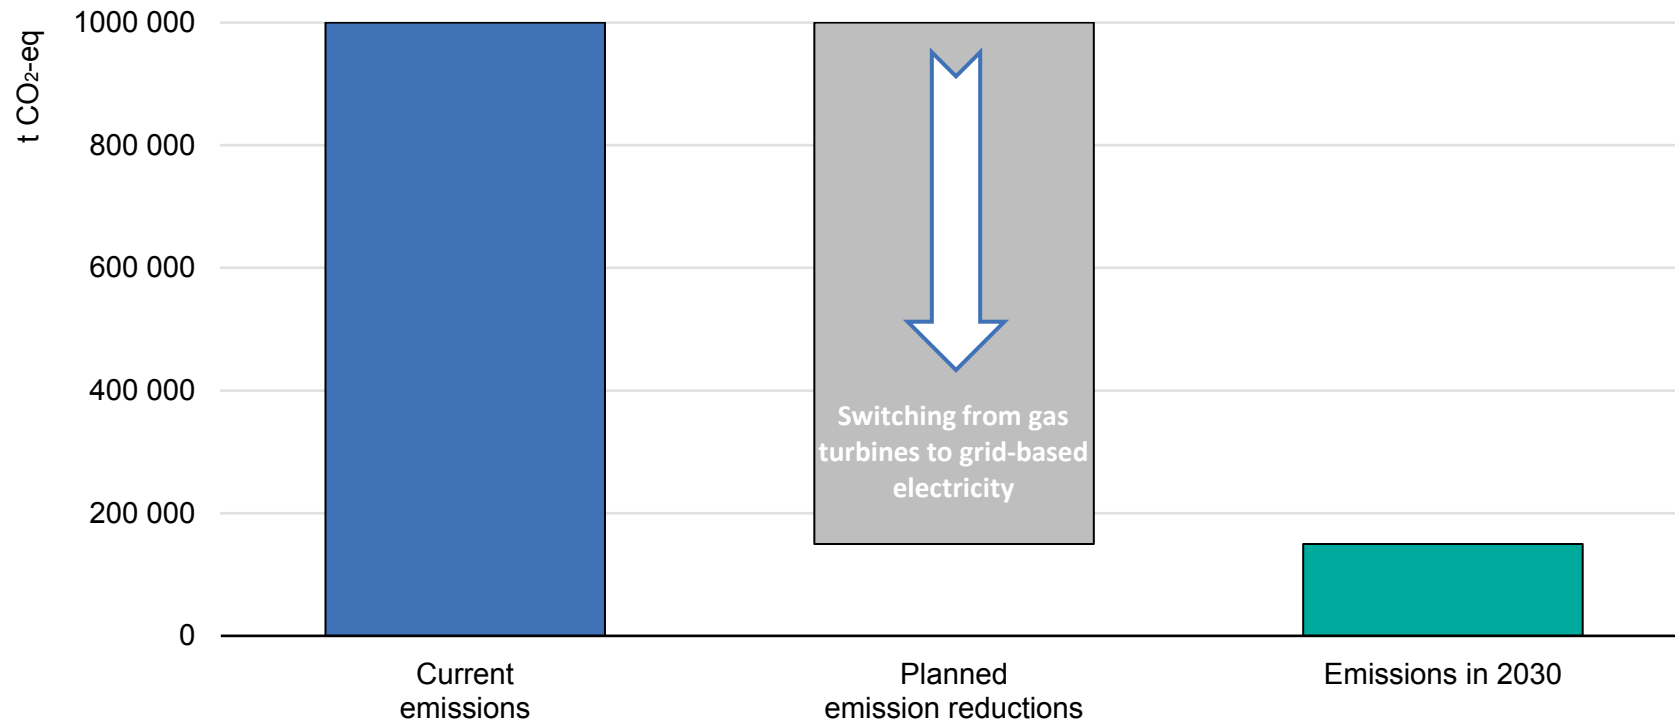 t CO₂-eq
1000 000
800 000
600 000
400 000
200 000
0
Switching from gas
turbines to grid-based
electricity
Current
emissions
Planned
emission reductions
Emissions in 2030